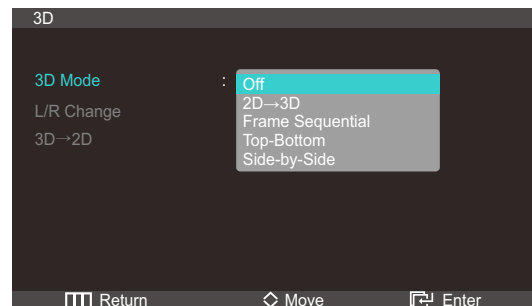 3D
3D Mode : Off
2D→3D
L/R Change
Frame Sequential
3D→2D
Top-Bottom
Side-by-Side
Return Move Enter